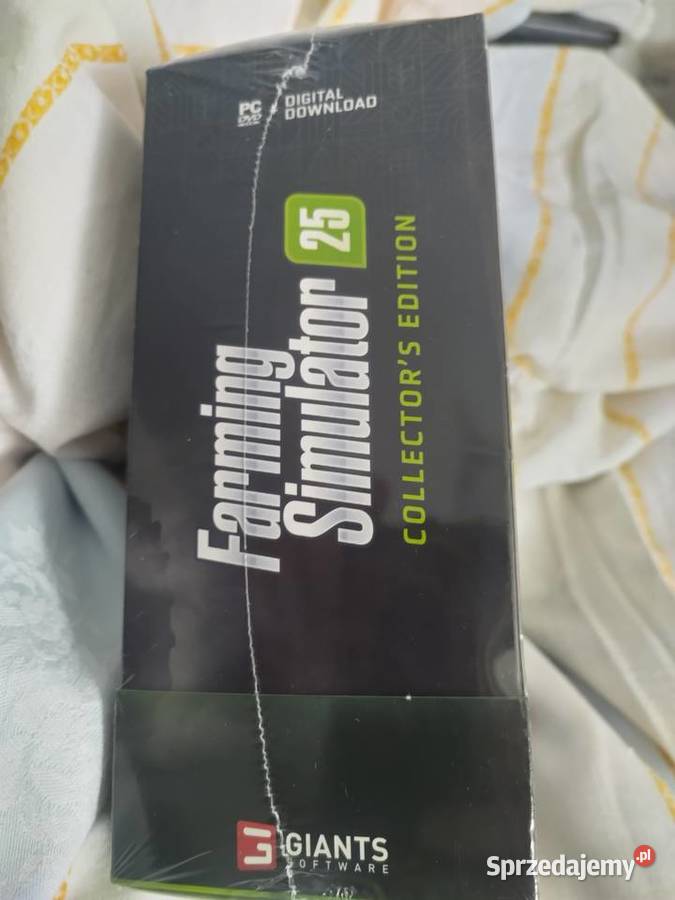 PC
DVD
DIGITAL
DOWNLOAD
Farming
Simulator 25
COLLECTOR'S EDITION
GIANTS
SOFTWARE
Sprzedajemy.pl